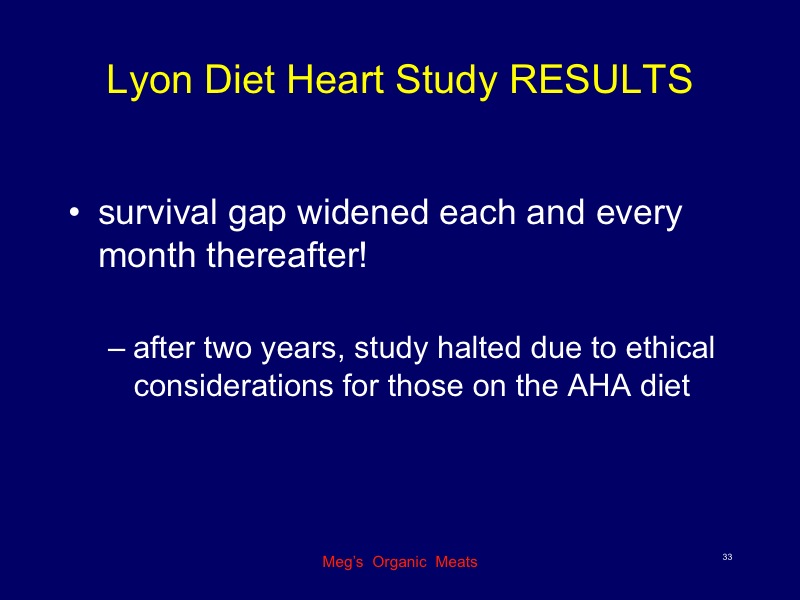 Lyon Diet Heart Study RESULTS
• survival gap widened each and every
month thereafter!
– after two years, study halted due to ethical
considerations for those on the AHA diet
Meg's Organic Meats
33